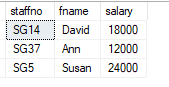 staffno fname salary
SG14 David 18000
SG37 Ann 12000
SG5 Susan 24000